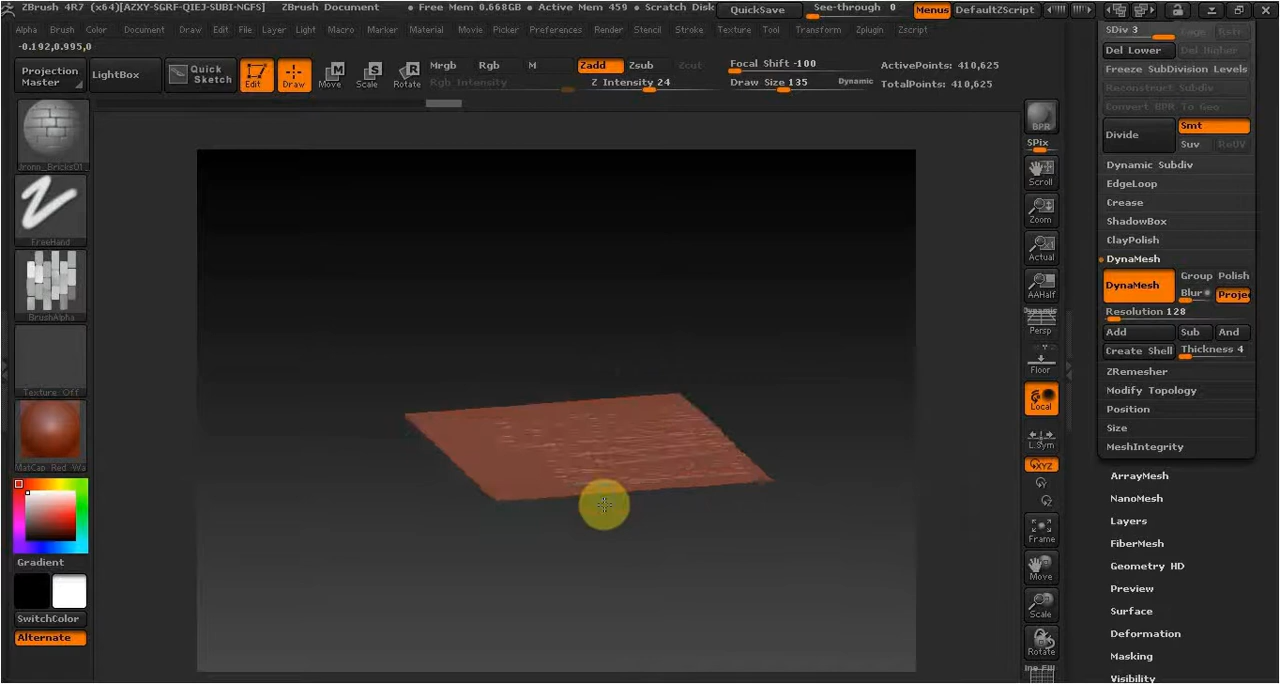 ZBrush 4R7 (x64)[AZXY-SGRF-QIEJ-SUBI-NGFS] ZBrush Document • Free Mem 0.668GB • Active Mem 459 • Scratch Disk QuickSave See-through 0 Menus DefaultZScript
Alpha Brush Color Document Draw Edit File Layer Light Macro Marker Material Movie Picker Preferences Render Stencil Stroke Texture Tool Transform Zplugin Zscript
-0.192,0.995,0
Projection Master
LightBox
Quick Sketch
Edit
Draw
Move
Scale
Rotate
Mrgb Rgb M
Rgb Intensity
Zadd Zsub Zcut
Z Intensity 24
Focal Shift -100
Draw Size 135 Dynamic
ActivePoints: 410,625
TotalPoints: 410,625
FreeHand
BrushAlpha
Texture Off
MatCap Red Wa
Gradient
SwitchColor
Alternate
BPR
SPix
Scroll
Zoom
Actual
AAHalf
Dynamic
Persp
Floor
Local
L.Sym
XYZ
Y
Z
Frame
Move
Scale
Rotate
SDiv 3
Del Lower Del Higher
Freeze SubDivision Levels
Reconstruct Subdiv
Convert BPR To Geo
Divide
Smt
Suv ReUV
Dynamic Subdiv
EdgeLoop
Crease
ShadowBox
ClayPolish
DynaMesh
DynaMesh
Group Polish
Blur Proje
Resolution 128
Add Sub And
Create Shell Thickness 4
ZRemesher
Modify Topology
Position
Size
MeshIntegrity
ArrayMesh
NanoMesh
Layers
FiberMesh
Geometry HD
Preview
Surface
Deformation
Masking
Visibility